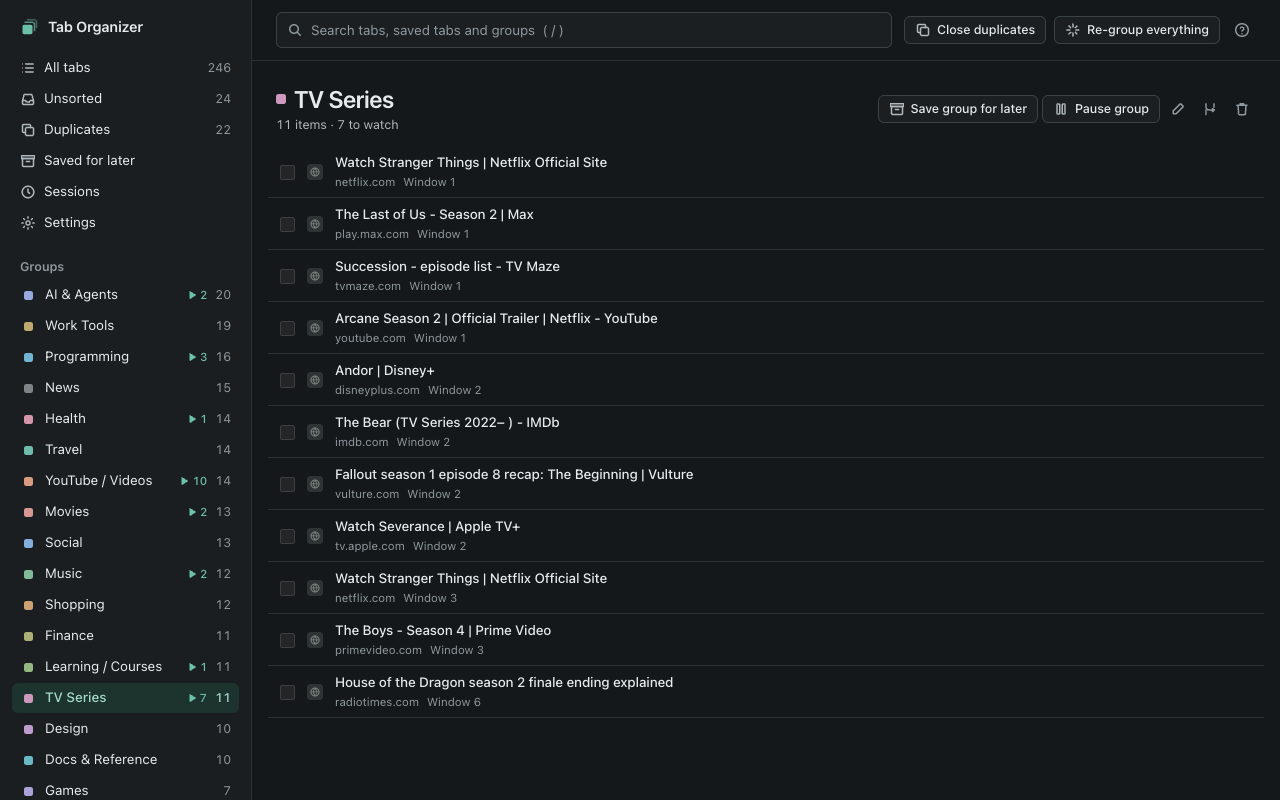 Tab Organizer
All tabs 246
Unsorted 24
Duplicates 22
Saved for later
Sessions
Settings
Groups
AI & Agents 2 20
Work Tools 19
Programming 3 16
News 15
Health 1 14
Travel 14
YouTube / Videos 10 14
Movies 2 13
Social 13
Music 2 12
Shopping 12
Finance 11
Learning / Courses 1 11
TV Series 7 11
Design 10
Docs & Reference 10
Games 7
Search tabs, saved tabs and groups ( / )
Close duplicates
Re-group everything
TV Series
11 items · 7 to watch
Save group for later
Pause group
Watch Stranger Things | Netflix Official Site
netflix.com Window 1
The Last of Us - Season 2 | Max
play.max.com Window 1
Succession - episode list - TV Maze
tvmaze.com Window 1
Arcane Season 2 | Official Trailer | Netflix - YouTube
youtube.com Window 1
Andor | Disney+
disneyplus.com Window 2
The Bear (TV Series 2022– ) - IMDb
imdb.com Window 2
Fallout season 1 episode 8 recap: The Beginning | Vulture
vulture.com Window 2
Watch Severance | Apple TV+
tv.apple.com Window 2
Watch Stranger Things | Netflix Official Site
netflix.com Window 3
The Boys - Season 4 | Prime Video
primevideo.com Window 3
House of the Dragon season 2 finale ending explained
radiotimes.com Window 6